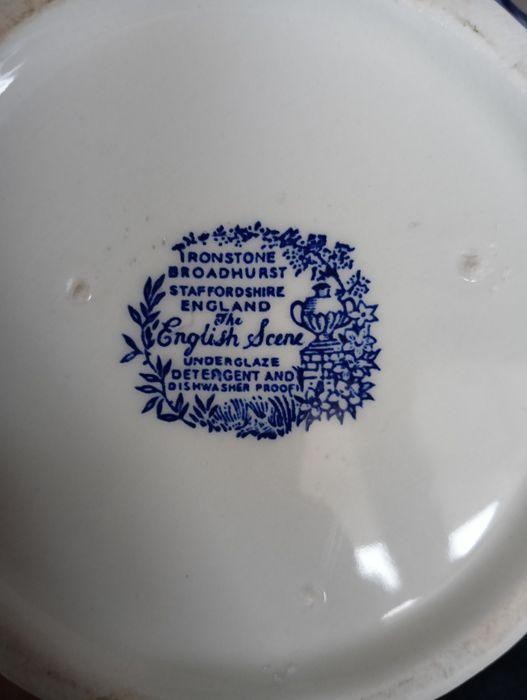 IRONSTONE
BROADHURST
STAFFORDSHIRE
ENGLAND
The
English Scene
UNDERGLAZE
DETERGENT AND
DISHWASHER PROOF